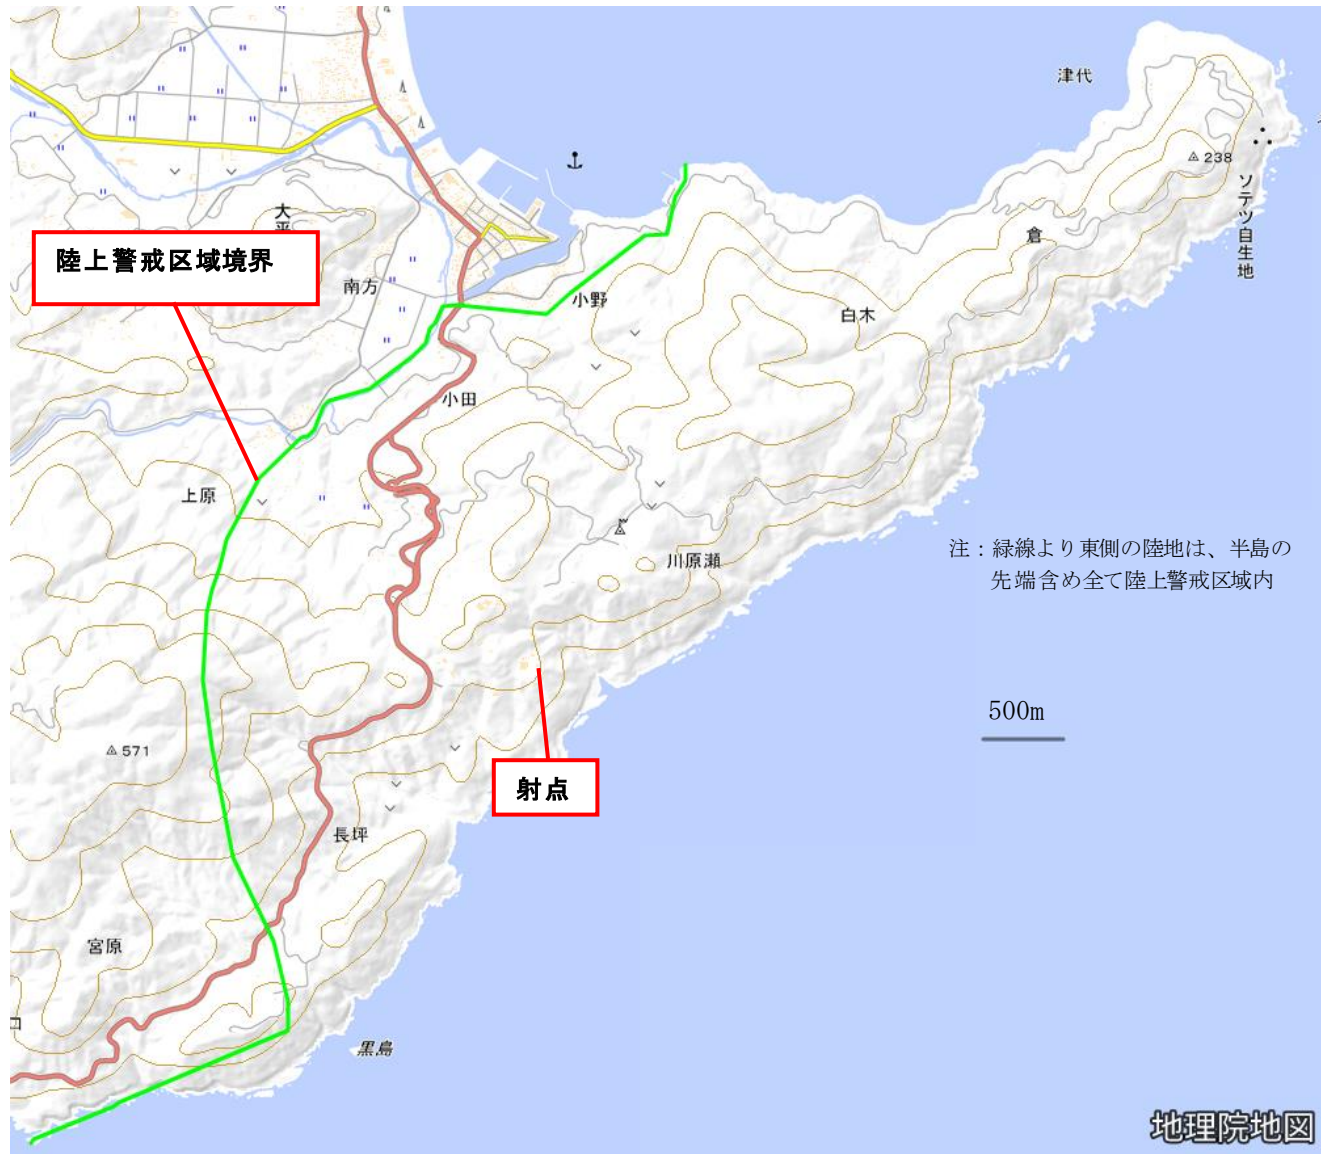 津代
238
ソテツ自生地
大平
陸上警戒区域境界
倉
南方
小野
白木
小田
上原
注：緑線より東側の陸地は、半島の
先端含め全て陸上警戒区域内
川原瀬
500m
571
射点
長坪
宮原
黒島
地理院地図